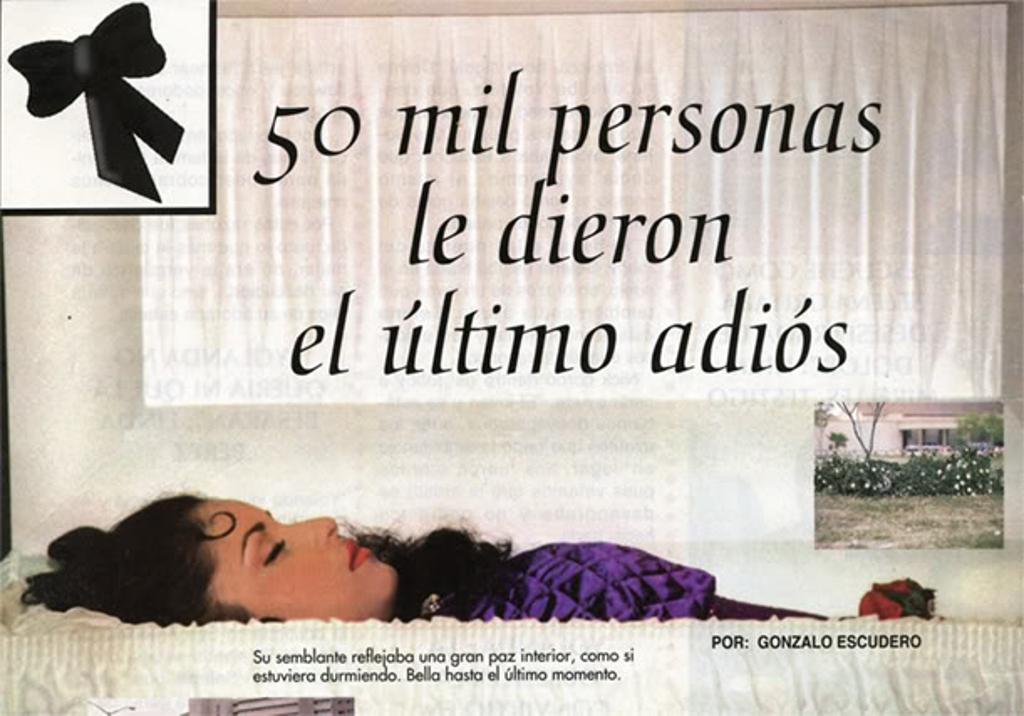 50 mil personas
le dieron
el último adiós
POR: GONZALO ESCUDERO
Su semblante reflejaba una gran paz interior, como si
estuviera durmiendo. Bella hasta el último momento.